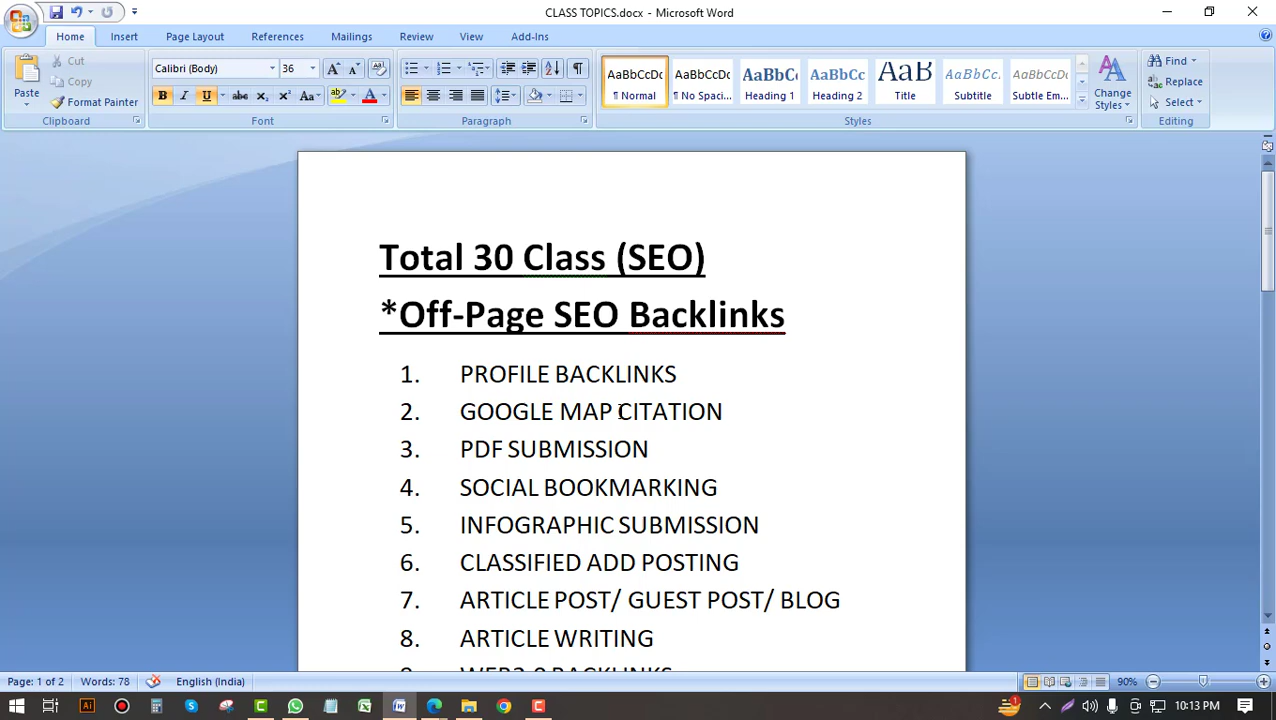 CLASS TOPICS.docx - Microsoft Word
Home Insert Page Layout References Mailings Review View Add-Ins
Paste
Cut
Copy
Format Painter
Clipboard
Calibri (Body) 36
Font
Paragraph
AaBbCcDc AaBbCcDc AaBbCc AaBbCc AaB AaBbCc. AaBbCcDc
¶ Normal ¶ No Spaci... Heading 1 Heading 2 Title Subtitle Subtle Em...
Change
Styles
Styles
Find
Replace
Select
Editing
Total 30 Class (SEO)
*Off-Page SEO Backlinks
1. PROFILE BACKLINKS
2. GOOGLE MAP CITATION
3. PDF SUBMISSION
4. SOCIAL BOOKMARKING
5. INFOGRAPHIC SUBMISSION
6. CLASSIFIED ADD POSTING
7. ARTICLE POST/ GUEST POST/ BLOG
8. ARTICLE WRITING
9. WEB2.0 BACKLINKS
Page: 1 of 2 Words: 78 English (India) 90%
10:13 PM